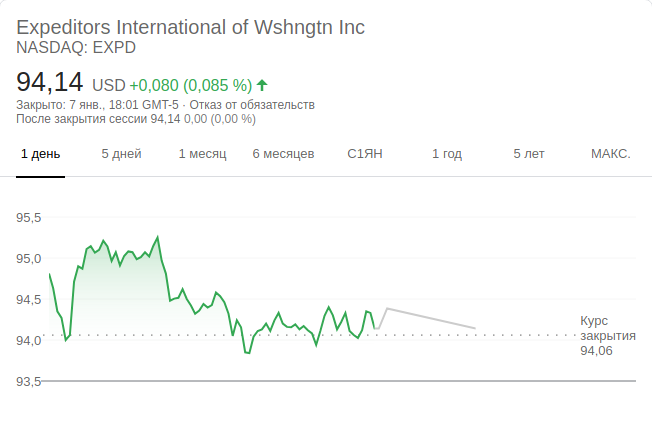 Expeditors International of Wshngtn Inc
NASDAQ: EXPD
94,14 USD +0,080 (0,085 %)
Закрыто: 7 янв., 18:01 GMT-5 · Отказ от обязательств
После закрытия сессии 94,14 0,00 (0,00 %)
1 день 5 дней 1 месяц 6 месяцев С1ЯН 1 год 5 лет МАКС.
95,5
95,0
94,5
94,0
93,5
Курс
закрытия
94,06